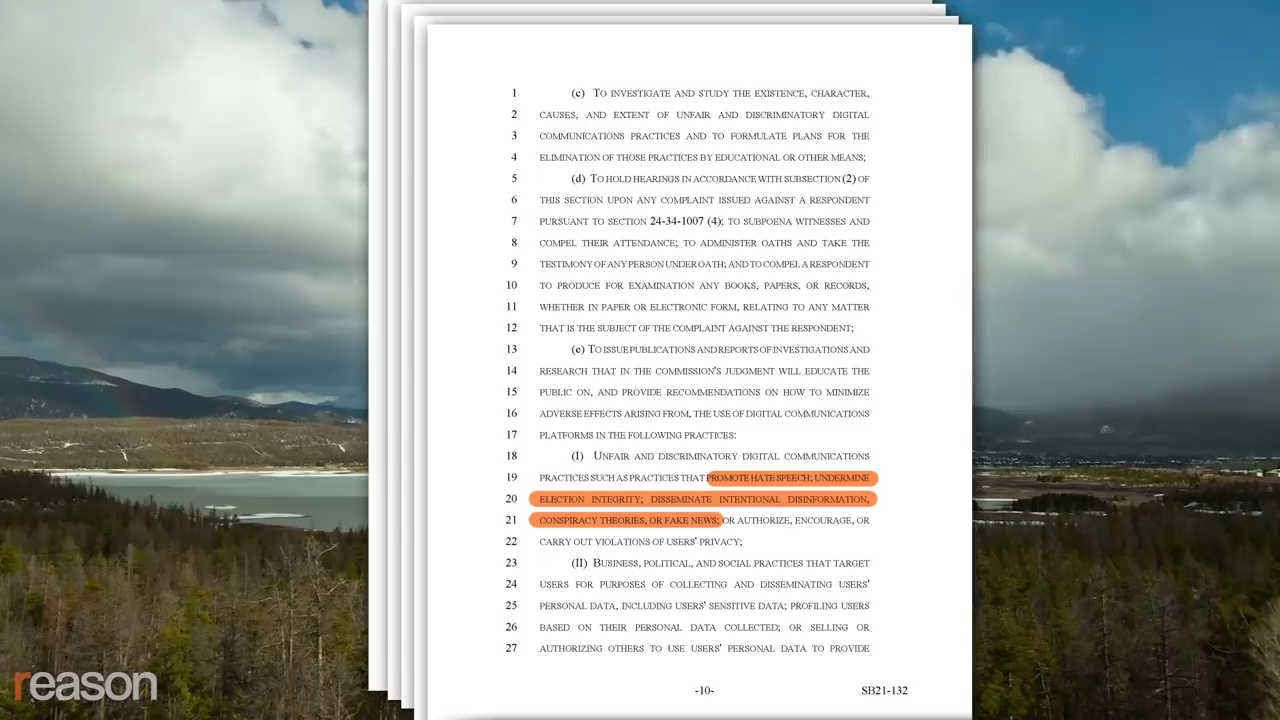 1 (c) TO INVESTIGATE AND STUDY THE EXISTENCE, CHARACTER,
2 CAUSES, AND EXTENT OF UNFAIR AND DISCRIMINATORY DIGITAL
3 COMMUNICATIONS PRACTICES AND TO FORMULATE PLANS FOR THE
4 ELIMINATION OF THOSE PRACTICES BY EDUCATIONAL OR OTHER MEANS;
5 (d) TO HOLD HEARINGS IN ACCORDANCE WITH SUBSECTION (2) OF
6 THIS SECTION UPON ANY COMPLAINT ISSUED AGAINST A RESPONDENT
7 PURSUANT TO SECTION 24-34-1007 (4); TO SUBPOENA WITNESSES AND
8 COMPEL THEIR ATTENDANCE; TO ADMINISTER OATHS AND TAKE THE
9 TESTIMONY OF ANY PERSON UNDER OATH; AND TO COMPEL A RESPONDENT
10 TO PRODUCE FOR EXAMINATION ANY BOOKS, PAPERS, OR RECORDS,
11 WHETHER IN PAPER OR ELECTRONIC FORM, RELATING TO ANY MATTER
12 THAT IS THE SUBJECT OF THE COMPLAINT AGAINST THE RESPONDENT;
13 (e) TO ISSUE PUBLICATIONS AND REPORTS OF INVESTIGATIONS AND
14 RESEARCH THAT IN THE COMMISSION'S JUDGMENT WILL EDUCATE THE
15 PUBLIC ON, AND PROVIDE RECOMMENDATIONS ON HOW TO MINIMIZE
16 ADVERSE EFFECTS ARISING FROM, THE USE OF DIGITAL COMMUNICATIONS
17 PLATFORMS IN THE FOLLOWING PRACTICES:
18 (I) UNFAIR AND DISCRIMINATORY DIGITAL COMMUNICATIONS
19 PRACTICES SUCH AS PRACTICES THAT PROMOTE HATE SPEECH; UNDERMINE
20 ELECTION INTEGRITY; DISSEMINATE INTENTIONAL DISINFORMATION,
21 CONSPIRACY THEORIES, OR FAKE NEWS; OR AUTHORIZE, ENCOURAGE, OR
22 CARRY OUT VIOLATIONS OF USERS' PRIVACY;
23 (II) BUSINESS, POLITICAL, AND SOCIAL PRACTICES THAT TARGET
24 USERS FOR PURPOSES OF COLLECTING AND DISSEMINATING USERS'
25 PERSONAL DATA, INCLUDING USERS' SENSITIVE DATA; PROFILING USERS
26 BASED ON THEIR PERSONAL DATA COLLECTED; OR SELLING OR
27 AUTHORIZING OTHERS TO USE USERS' PERSONAL DATA TO PROVIDE
-10- SB21-132
reason